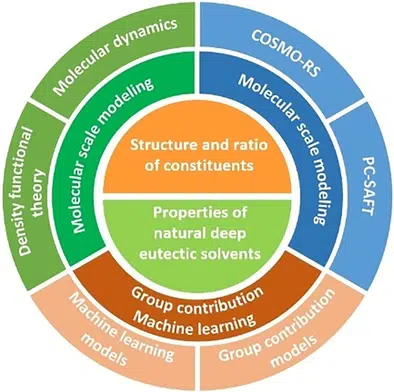 Molecular dynamics
COSMO-RS
Density functional
theory
PC-SAFT
Molecular scale modeling
Molecular scale modeling
Structure and ratio
of constituents
Properties of
natural deep
eutectic solvents
Group contribution
Machine learning
Machine learning
models
Group contribution
models